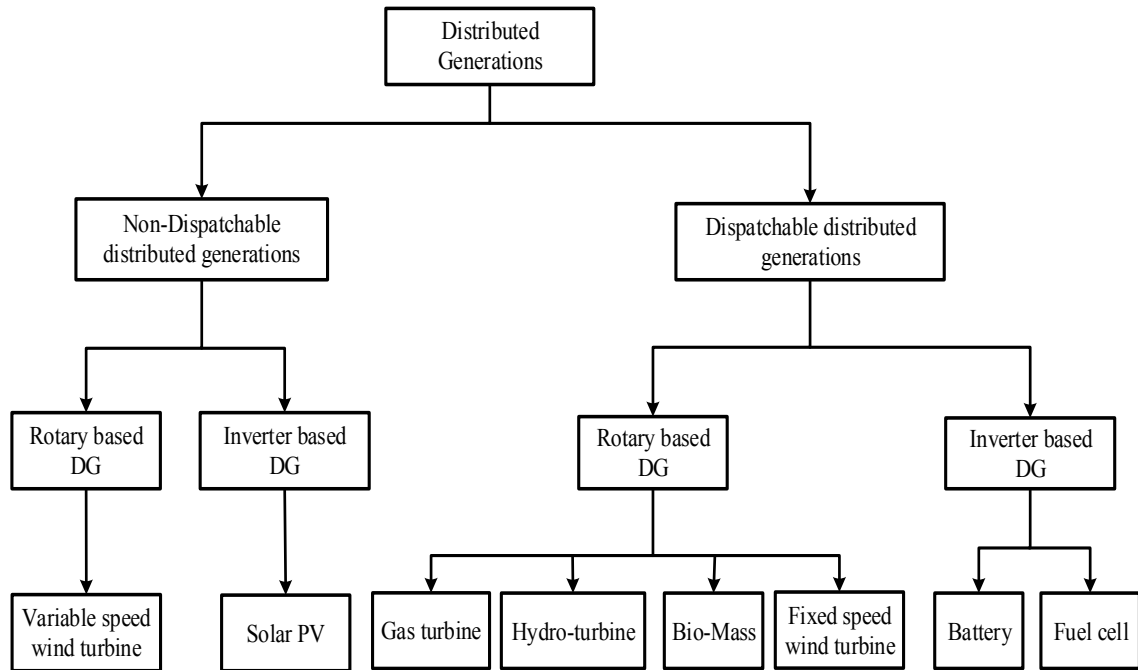 Distributed
Generations
Non-Dispatchable
distributed generations
Dispatchable distributed
generations
Rotary based
DG
Inverter based
DG
Rotary based
DG
Inverter based
DG
Variable speed
wind turbine
Solar PV
Gas turbine
Hydro-turbine
Bio-Mass
Fixed speed
wind turbine
Battery
Fuel cell